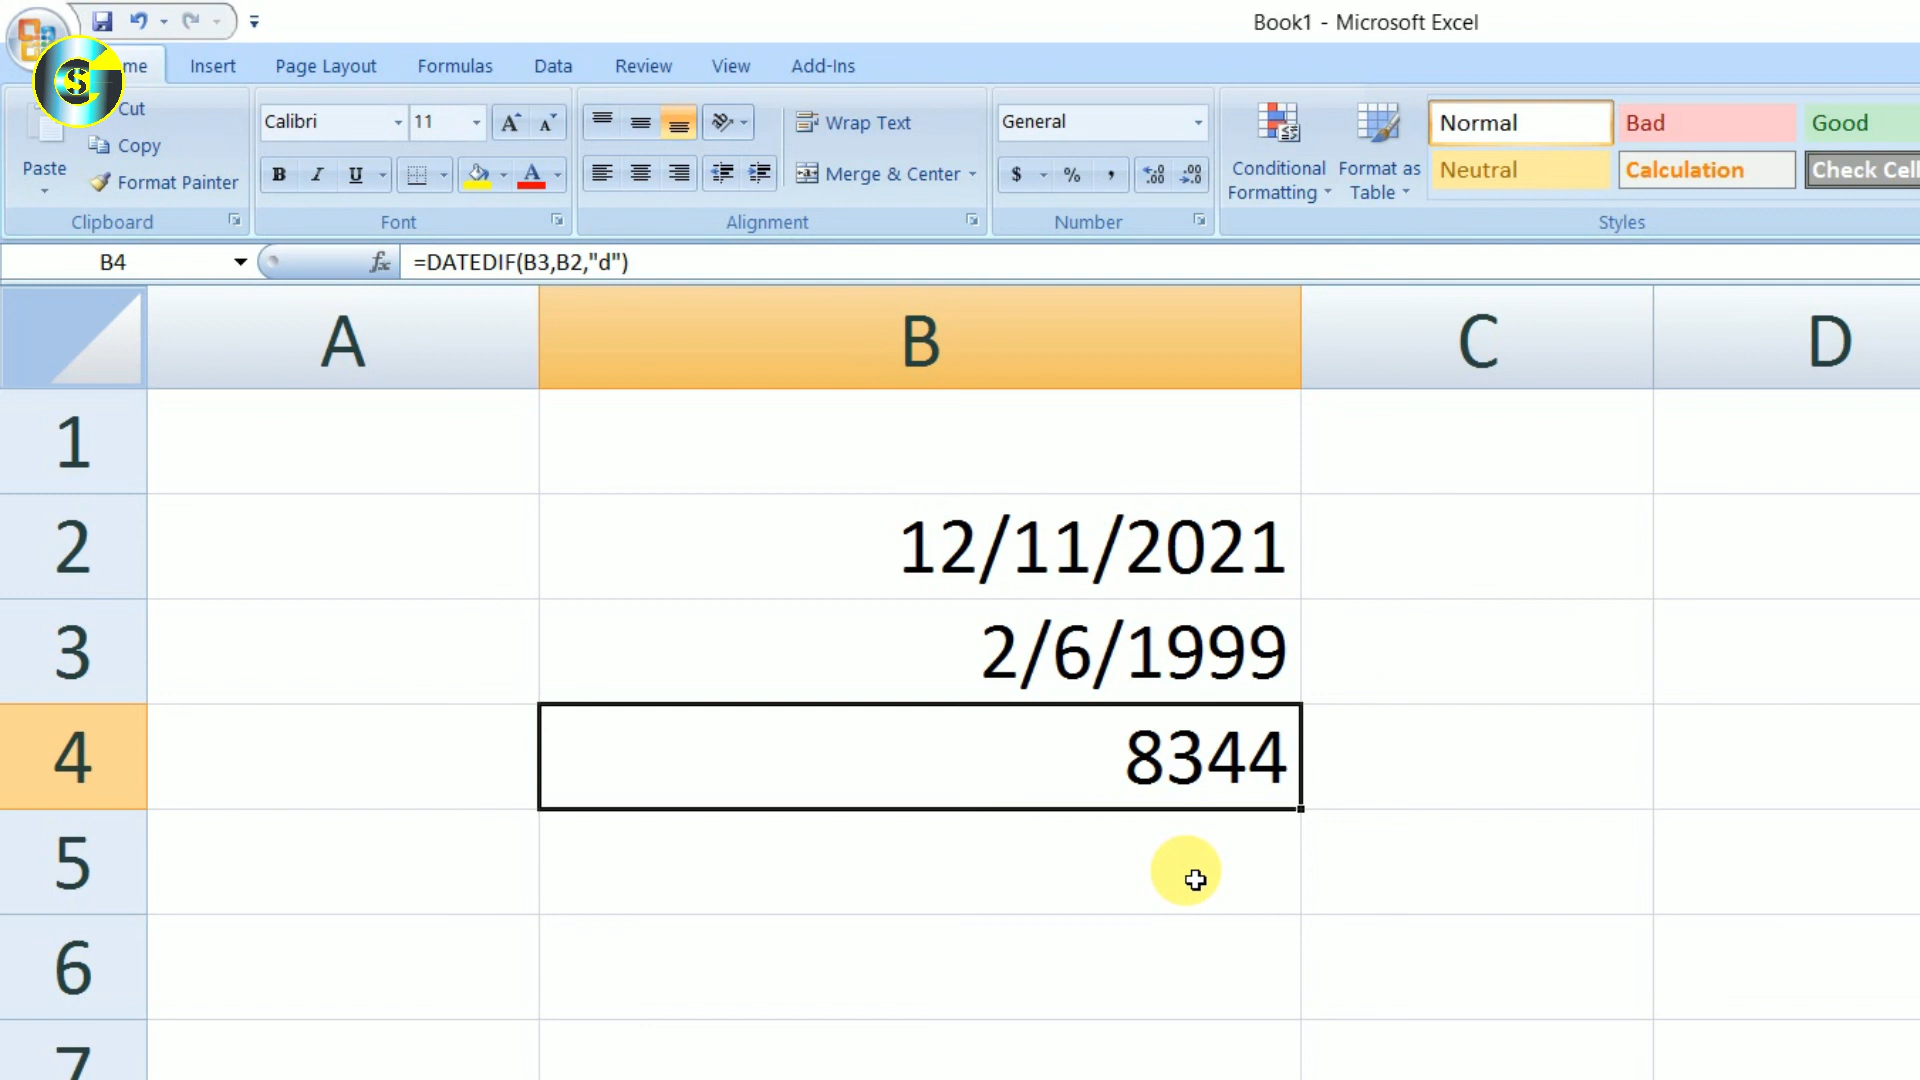 Book1 - Microsoft Excel
me Insert Page Layout Formulas Data Review View Add-Ins
Cut
Copy
Format Painter
Paste
Clipboard
Calibri 11
B I U A
Font
Wrap Text
Merge & Center
Alignment
General
$ % ,
Number
Conditional Formatting
Format as Table
Normal Bad Good
Neutral Calculation Check Cell
Styles
B4 fx =DATEDIF(B3,B2,"d")
A B C D
1
2 12/11/2021
3 2/6/1999
4 8344
5
6
7